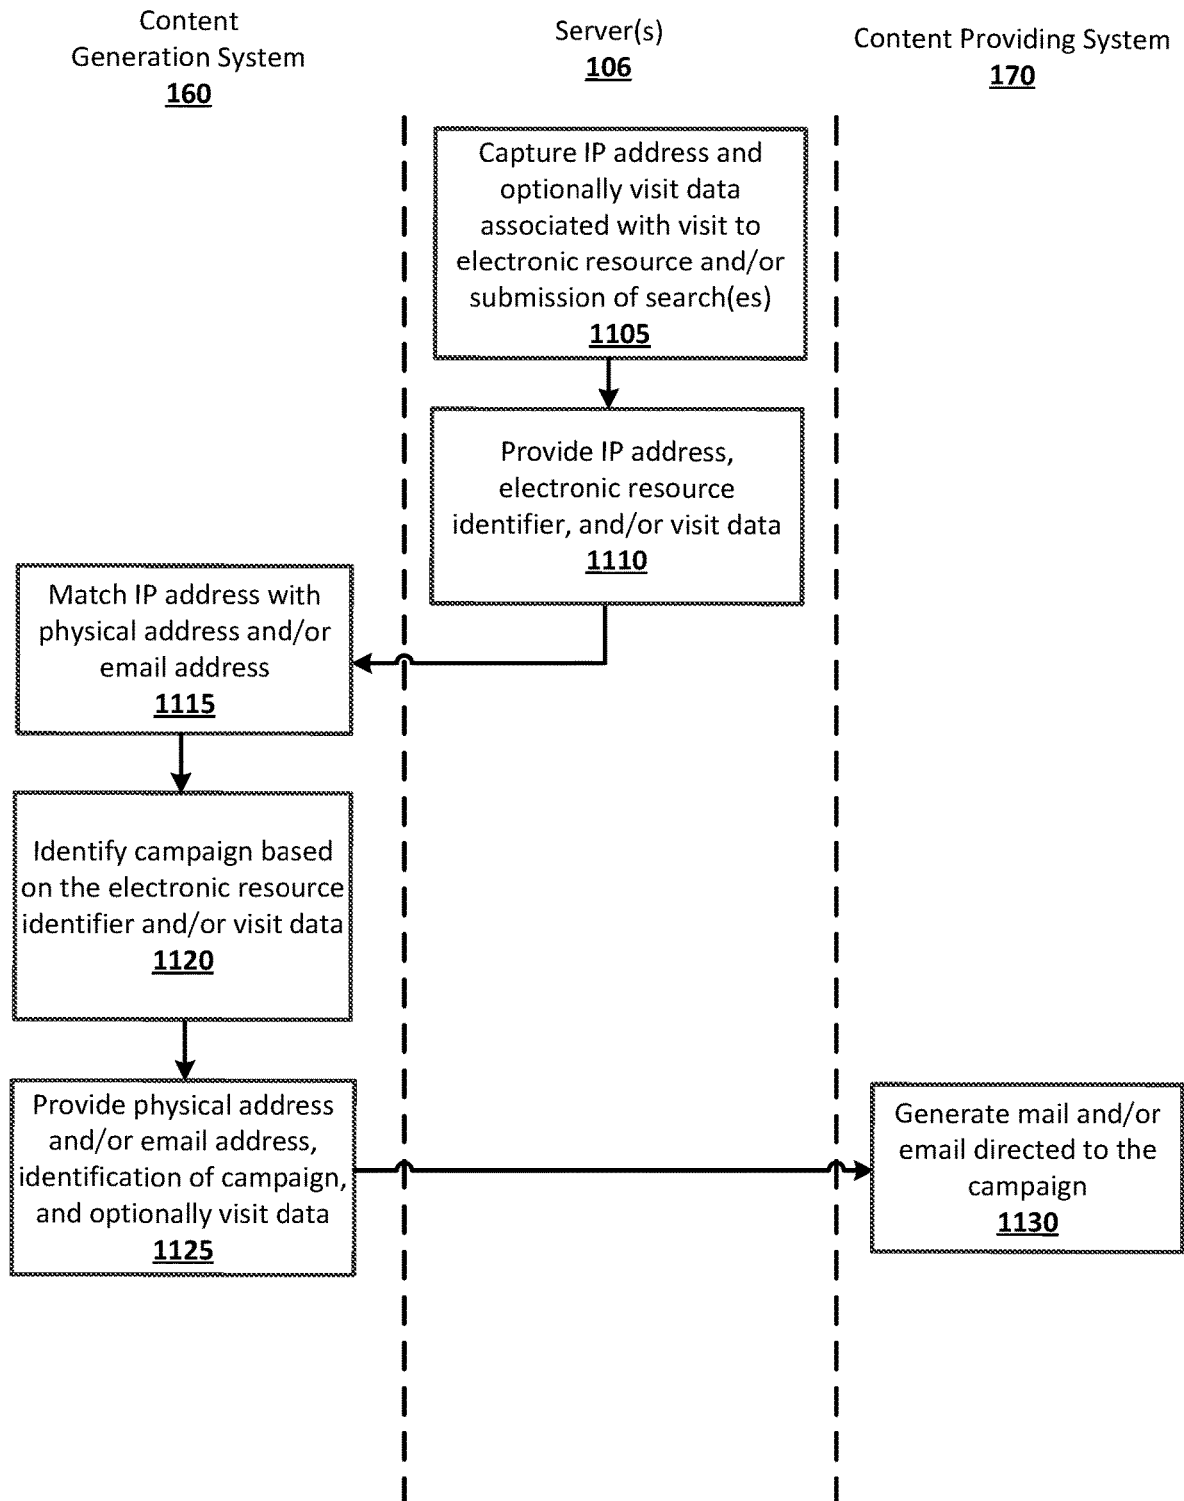 Content
Generation System
160
Server(s)
106
Content Providing System
170
Capture IP address and
optionally visit data
associated with visit to
electronic resource and/or
submission of search(es)
1105
Provide IP address,
electronic resource
identifier, and/or visit data
1110
Match IP address with
physical address and/or
email address
1115
Identify campaign based
on the electronic resource
identifier and/or visit data
1120
Provide physical address
and/or email address,
identification of campaign,
and optionally visit data
1125
Generate mail and/or
email directed to the
campaign
1130